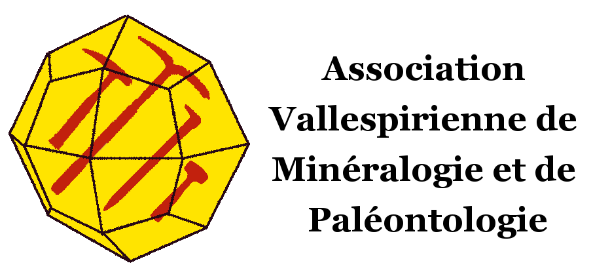 Association
Vallespirienne de
Minéralogie et de
Paléontologie